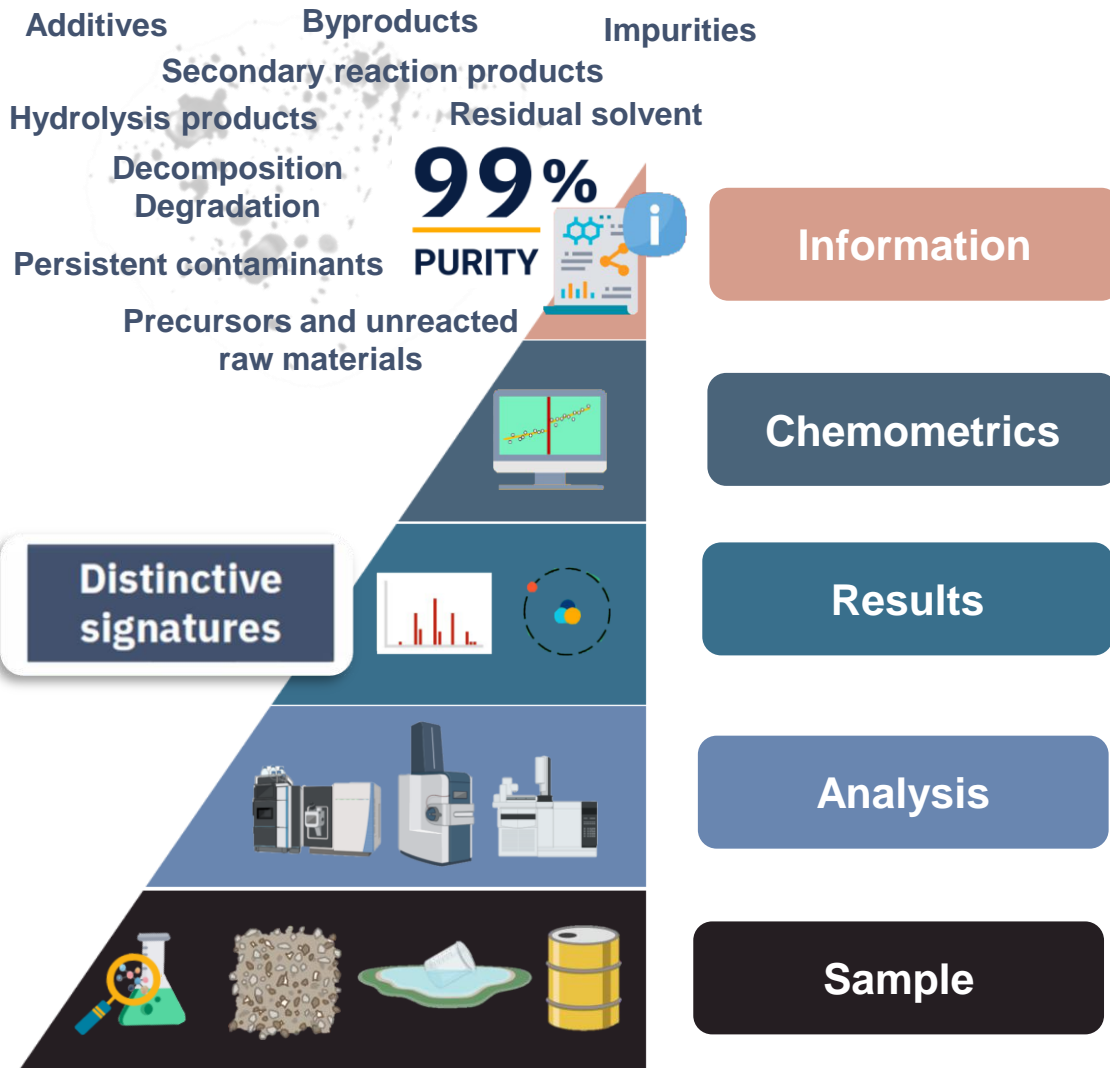 Additives
Byproducts
Impurities
Secondary reaction products
Hydrolysis products
Residual solvent
Decomposition
Degradation
99%
PURITY
Persistent contaminants
Precursors and unreacted
raw materials
i
Information
Chemometrics
Distinctive
signatures
Results
Analysis
Sample